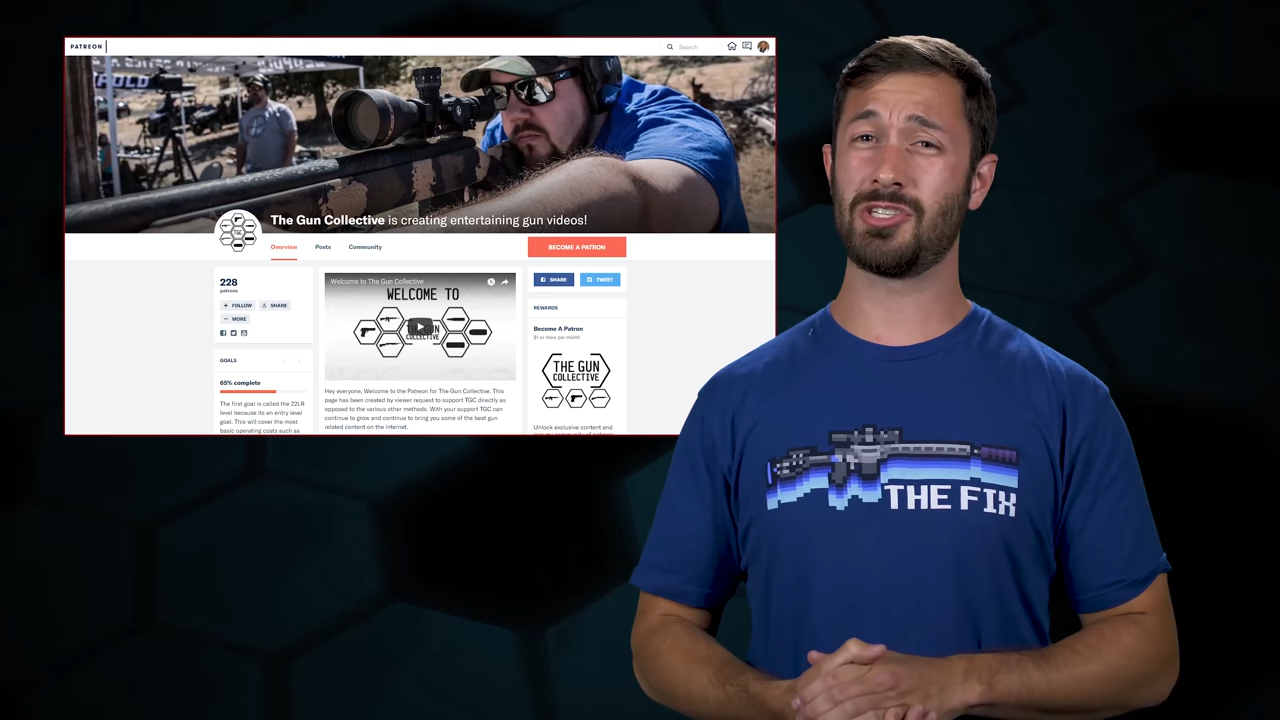 PATREON
Search
The Gun Collective is creating entertaining gun videos!
Overview
Posts
Community
BECOME A PATRON
228
patrons
+ FOLLOW
SHARE
MORE
GOALS
65% complete
The first goal is called the 22LR
level because its an entry level
goal. This will cover the most
basic operating costs such as
Welcome to The Gun Collective
WELCOME TO
THE GUN
COLLECTIVE
Hey everyone, Welcome to the Patreon for The Gun Collective. This
page has been created by viewer request to support TGC directly as
opposed to the various other methods. With your support TGC can
continue to grow and continue to bring you some of the best gun
related content on the internet.
SHARE
TWEET
REWARDS
Become A Patron
$1 or more per month
THE GUN
COLLECTIVE
Unlock exclusive content and
TGC
THE FIX